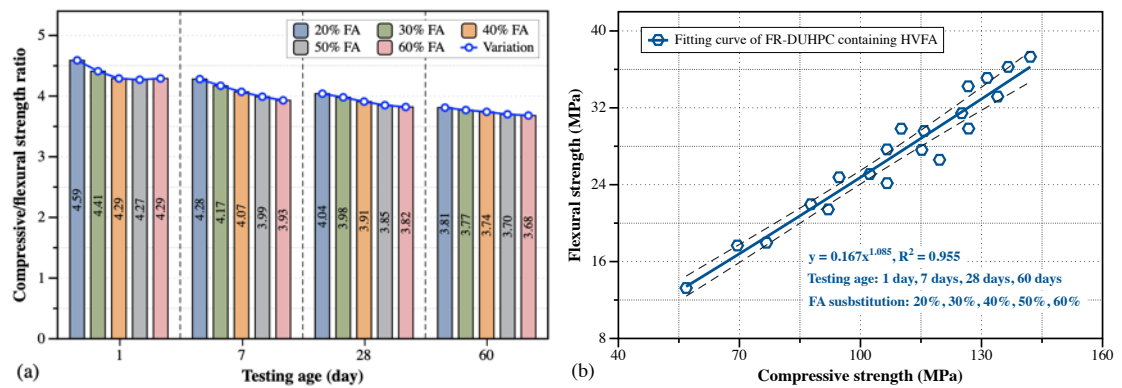 Compressive/flexural strength ratio
5
4
3
2
1
0
20% FA 30% FA 40% FA
50% FA 60% FA Variation
4.59 4.41 4.29 4.27 4.29 4.28 4.17 4.07 3.99 3.93 4.04 3.98 3.91 3.85 3.82 3.81 3.77 3.74 3.70 3.68
1 7 28 60
Testing age (day)
(a)
Flexural strength (MPa)
40
32
24
16
8
Fitting curve of FR-DUHPC containing HVFA
y = 0.167x^1.085, R^2 = 0.955
Testing age: 1 day, 7 days, 28 days, 60 days
FA susbstitution: 20%, 30%, 40%, 50%, 60%
40 70 100 130 160
Compressive strength (MPa)
(b)